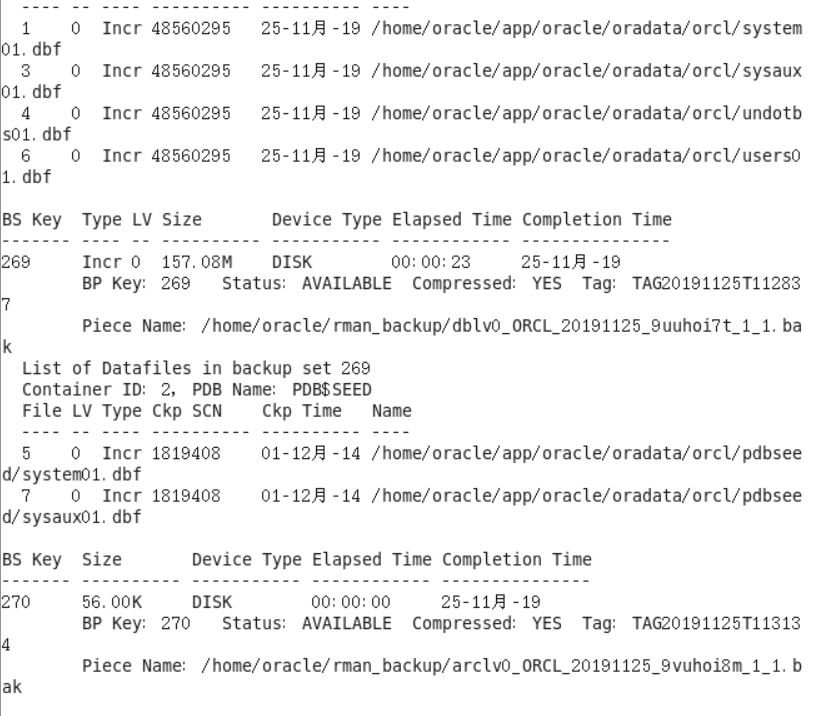 ---- -- ---- ---------- ---------- ----
1 0 Incr 48560295 25-11月-19 /home/oracle/app/oracle/oradata/orcl/system
01.dbf
3 0 Incr 48560295 25-11月-19 /home/oracle/app/oracle/oradata/orcl/sysaux
01.dbf
4 0 Incr 48560295 25-11月-19 /home/oracle/app/oracle/oradata/orcl/undotb
s01.dbf
6 0 Incr 48560295 25-11月-19 /home/oracle/app/oracle/oradata/orcl/users0
1.dbf
BS Key Type LV Size Device Type Elapsed Time Completion Time
------- ---- -- ---------- ----------- ------------ ---------------
269 Incr 0 157.08M DISK 00:00:23 25-11月-19
BP Key: 269 Status: AVAILABLE Compressed: YES Tag: TAG20191125T11283
7
Piece Name: /home/oracle/rman_backup/dblv0_ORCL_20191125_9uuhoi7t_1_1.ba
k
List of Datafiles in backup set 269
Container ID: 2, PDB Name: PDB$SEED
File LV Type Ckp SCN Ckp Time Name
---- -- ---- ---------- ---------- ----
5 0 Incr 1819408 01-12月-14 /home/oracle/app/oracle/oradata/orcl/pdbsee
d/system01.dbf
7 0 Incr 1819408 01-12月-14 /home/oracle/app/oracle/oradata/orcl/pdbsee
d/sysaux01.dbf
BS Key Size Device Type Elapsed Time Completion Time
------- ---------- ----------- ------------ ---------------
270 56.00K DISK 00:00:00 25-11月-19
BP Key: 270 Status: AVAILABLE Compressed: YES Tag: TAG20191125T11313
4
Piece Name: /home/oracle/rman_backup/arclv0_ORCL_20191125_9vuhoi8m_1_1.b
ak